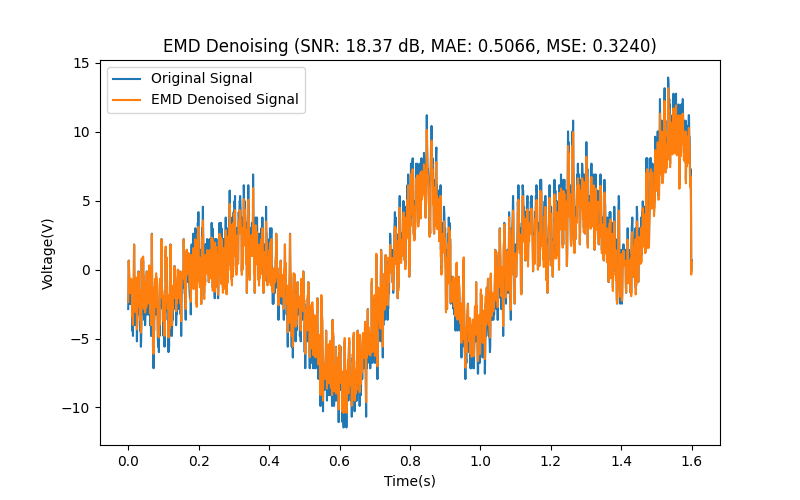 EMD Denoising (SNR: 18.37 dB, MAE: 0.5066, MSE: 0.3240)
Original Signal
EMD Denoised Signal
15
10
5
0
−5
−10
Voltage(V)
0.0 0.2 0.4 0.6 0.8 1.0 1.2 1.4 1.6
Time(s)